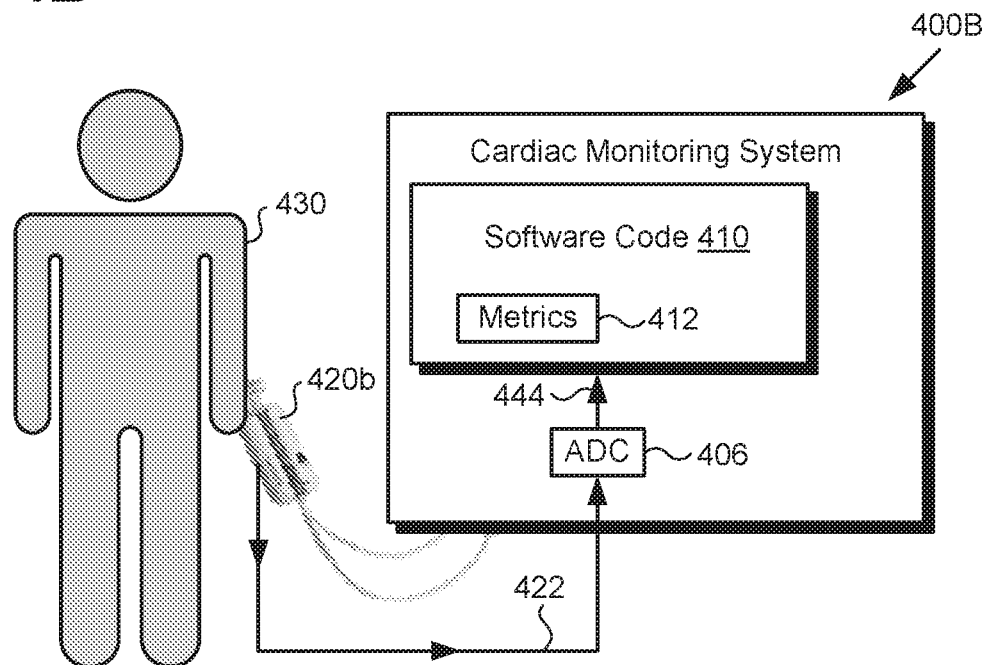 400B
Cardiac Monitoring System
430
Software Code 410
Metrics
412
420b
444
ADC
406
422